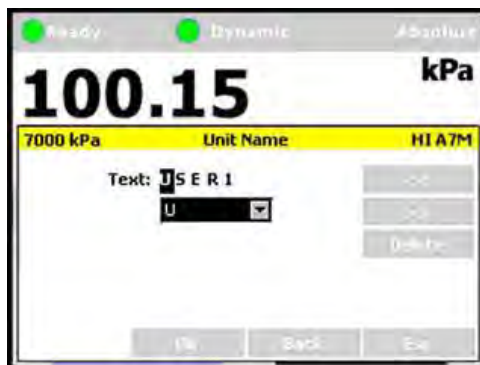 Ready Dynamic Absolute
100.15 kPa
7000 kPa Unit Name HI A7M
Text: U S E R 1
<<
U
>>
Delete
Ok Back Esc